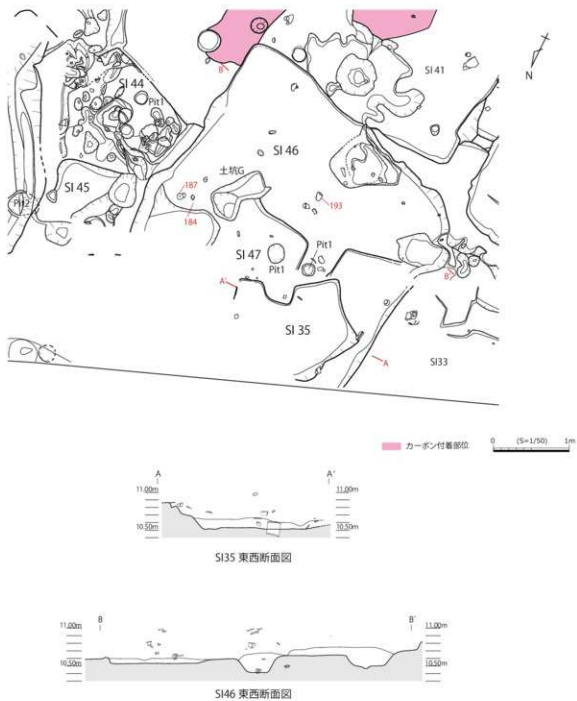 B
SI 41
SI 44
Pit1
N
SI 46
SI 45
土坑G
187
193
Pit2
184
SI 47
Pit1
Pit1
A'
B'
SI 35
A
SI33
カーボン付着部位
0 (S=1/50) 1m
A A'
11.00m 11.00m
10.50m 10.50m
SI35 東西断面図
B B'
11.00m 11.00m
10.50m 10.50m
SI46 東西断面図